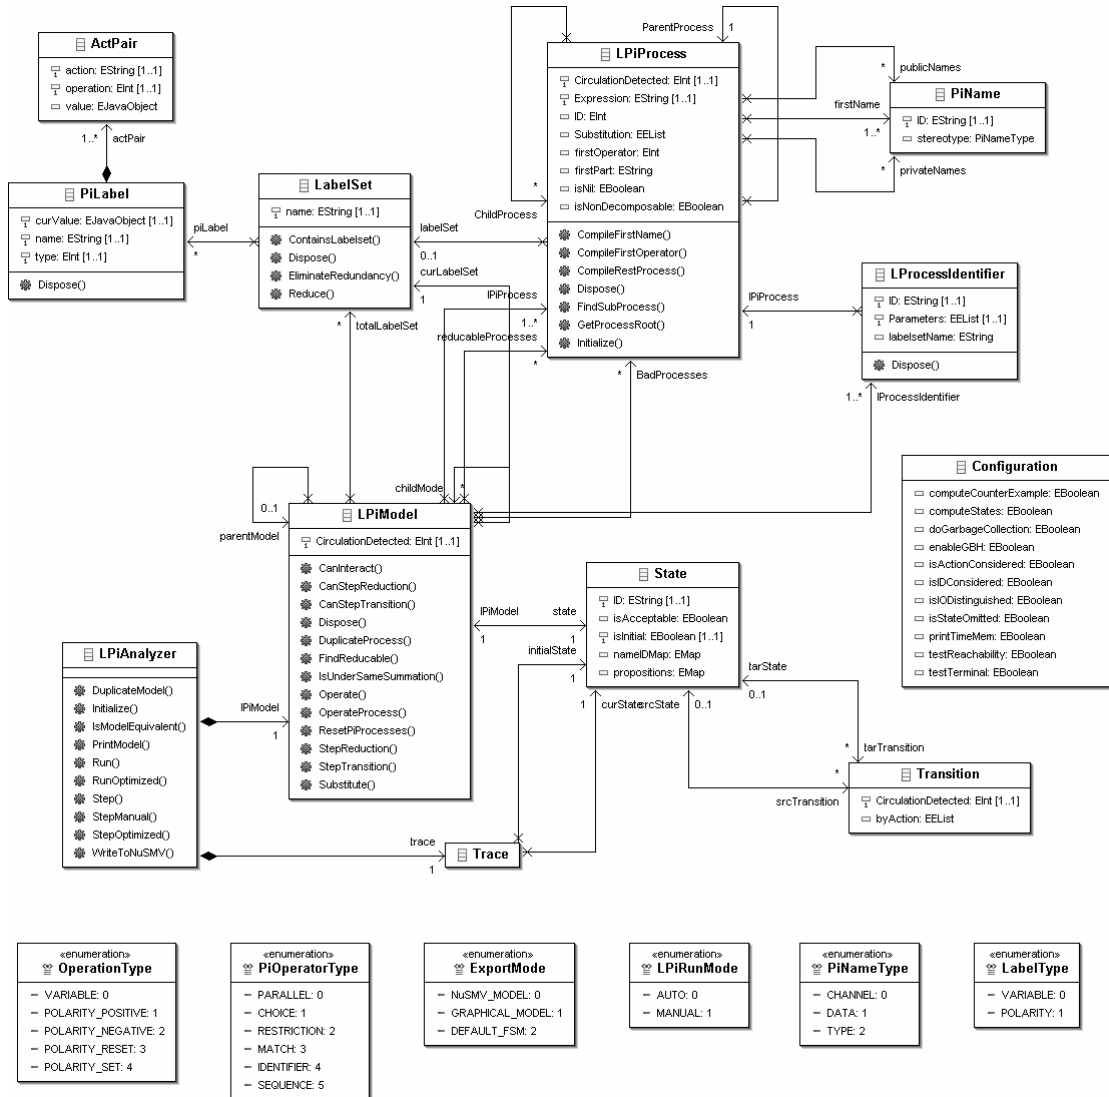 ActPair
action: EString [1..1]
operation: EInt [1..1]
value: EJavaObject
1..*
actPair
PiLabel
curValue: EJavaObject [1..1]
name: EString [1..1]
type: EInt [1..1]
Dispose()
piLabel
*
LabelSet
name: EString [1..1]
ContainsLabelset()
Dispose()
EliminateRedundancy()
Reduce()
labelSet
0..1
curLabelSet
1
*
totalLabelSet
ParentProcess
1
LPiProcess
CirculationDetected: EInt [1..1]
Expression: EString [1..1]
ID: EInt
Substitution: EEList
firstOperator: EInt
firstPart: EString
isNil: EBoolean
isNonDecomposable: EBoolean
CompileFirstName()
CompileFirstOperator()
CompileRestProcess()
Dispose()
FindSubProcess()
GetProcessRoot()
Initialize()
*
ChildProcess
lPiProcess
1..*
reducableProcesses
*
*
BadProcesses
*
publicNames
firstName
1..*
*
privateNames
PiName
ID: EString [1..1]
stereotype: PiNameType
LProcessIdentifier
ID: EString [1..1]
Parameters: EEList [1..1]
labelsetName: EString
Dispose()
lPiProcess
1
1..*
lProcessIdentifier
Configuration
computeCounterExample: EBoolean
computeStates: EBoolean
doGarbageCollection: EBoolean
enableGBH: EBoolean
isActionConsidered: EBoolean
isIDConsidered: EBoolean
isIODistinguished: EBoolean
isStateOmitted: EBoolean
printTimeMem: EBoolean
testReachability: EBoolean
testTerminal: EBoolean
0..1
parentModel
childMode
*
LPiModel
CirculationDetected: EInt [1..1]
CanInteract()
CanStepReduction()
CanStepTransition()
Dispose()
DuplicateProcess()
FindReducable()
IsUnderSameSummation()
Operate()
OperateProcess()
ResetPiProcesses()
StepReduction()
StepTransition()
Substitute()
State
ID: EString [1..1]
isAcceptable: EBoolean
isInitial: EBoolean [1..1]
nameIDMap: EMap
propositions: EMap
lPiModel
1
state
1
initialState
1
1
curState
srcState
0..1
tarState
0..1
*
tarTransition
*
srcTransition
Transition
CirculationDetected: EInt [1..1]
byAction: EEList
LPiAnalyzer
DuplicateModel()
Initialize()
IsModelEquivalent()
PrintModel()
Run()
RunOptimized()
Step()
StepManual()
StepOptimized()
WriteToNuSMV()
lPiModel
1
trace
1
Trace
«enumeration»
OperationType
VARIABLE: 0
POLARITY_POSITIVE: 1
POLARITY_NEGATIVE: 2
POLARITY_RESET: 3
POLARITY_SET: 4
«enumeration»
PiOperatorType
PARALLEL: 0
CHOICE: 1
RESTRICTION: 2
MATCH: 3
IDENTIFIER: 4
SEQUENCE: 5
«enumeration»
ExportMode
NuSMV_MODEL: 0
GRAPHICAL_MODEL: 1
DEFAULT_FSM: 2
«enumeration»
LPiRunMode
AUTO: 0
MANUAL: 1
«enumeration»
PiNameType
CHANNEL: 0
DATA: 1
TYPE: 2
«enumeration»
LabelType
VARIABLE: 0
POLARITY: 1